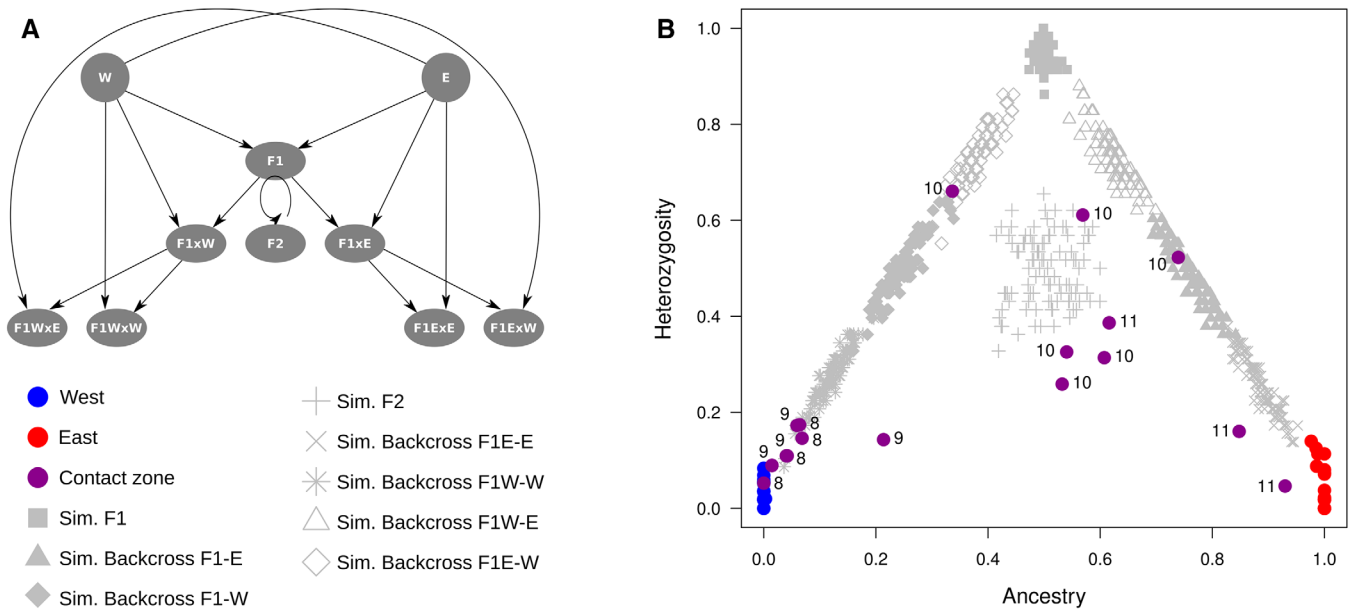 A
W
E
F1
F1xW
F2
F1xE
F1WxE
F1WxW
F1ExE
F1ExW
West
East
Contact zone
Sim. F1
Sim. Backcross F1-E
Sim. Backcross F1-W
Sim. F2
Sim. Backcross F1E-E
Sim. Backcross F1W-W
Sim. Backcross F1W-E
Sim. Backcross F1E-W
B
Heterozygosity
1.0
0.8
0.6
0.4
0.2
0.0
10
10
10
11
10
10
10
9
8
9
8
9
9
8
8
11
11
0.0
0.2
0.4
0.6
0.8
1.0
Ancestry